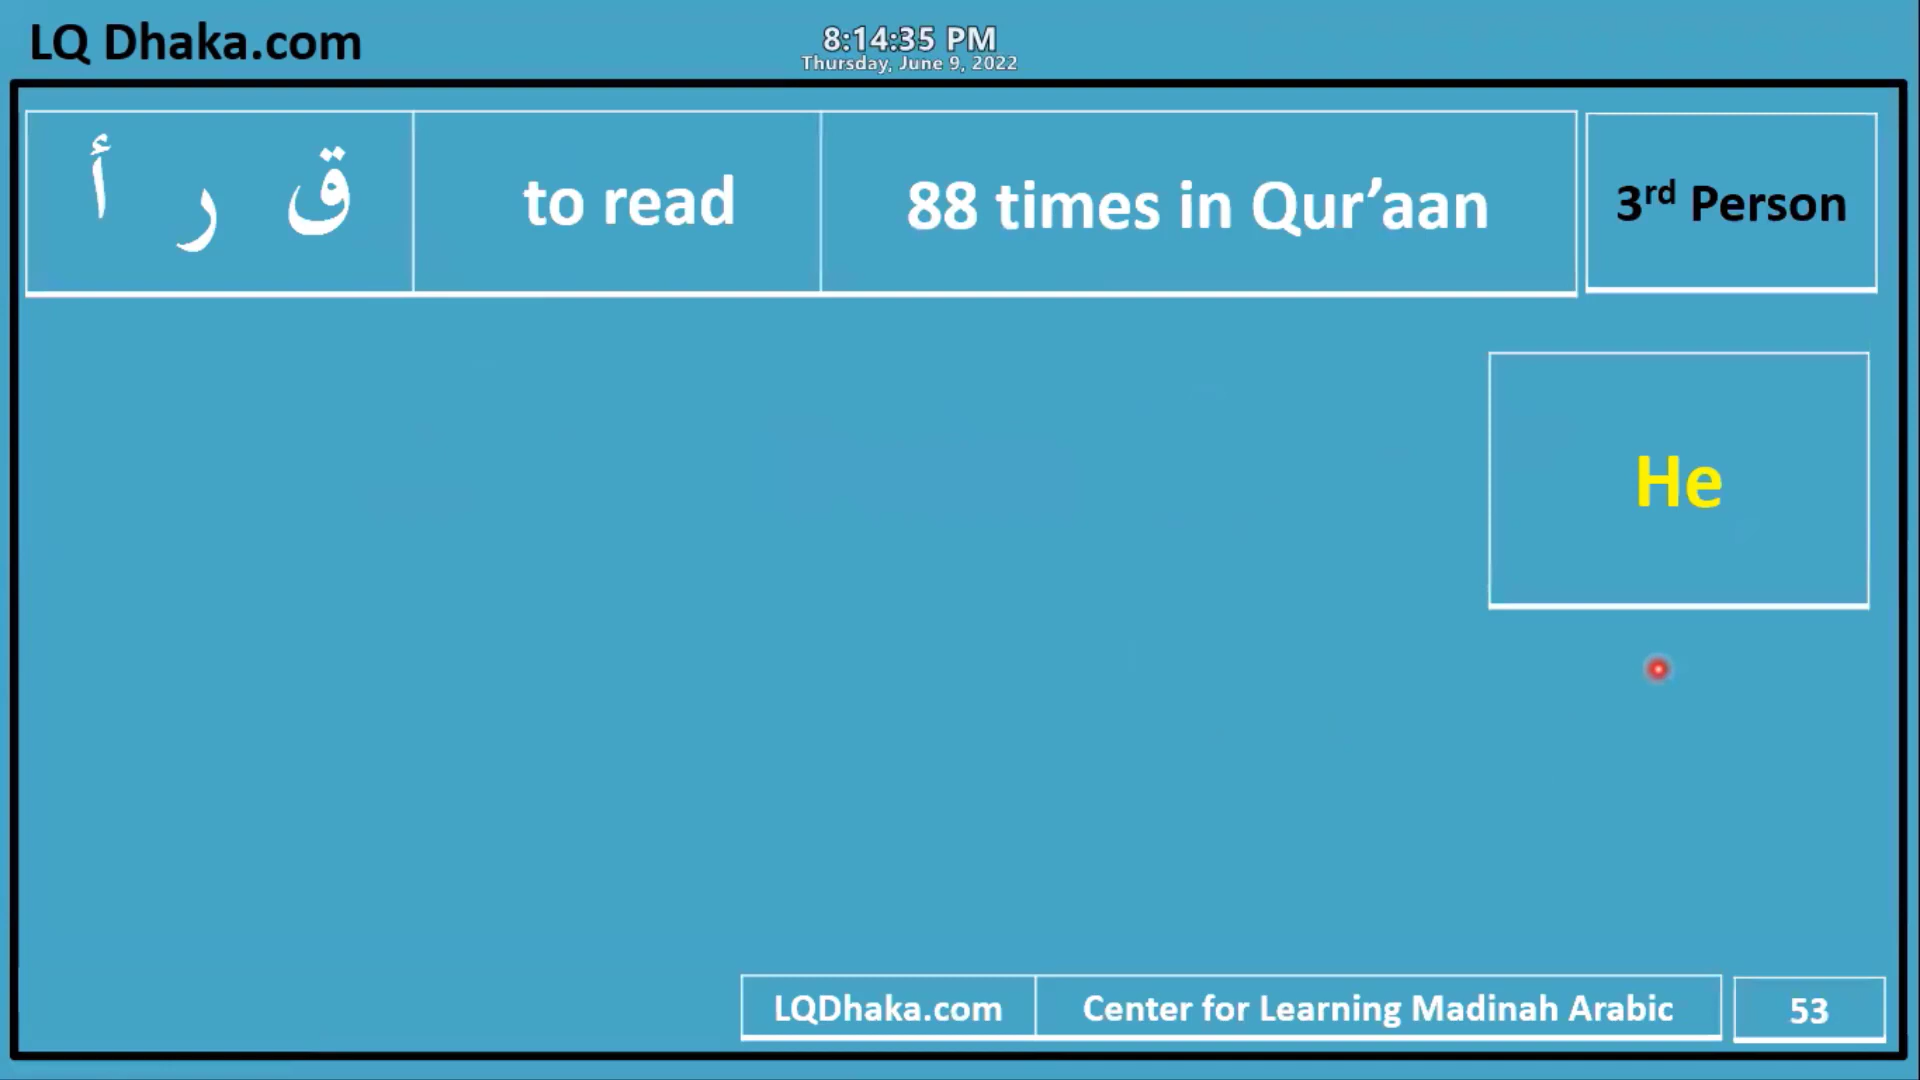 LQ Dhaka.com
8:14:35 PM
Thursday, June 9, 2022
ق ر أ
to read
88 times in Qur’aan
3rd Person
He
LQDhaka.com
Center for Learning Madinah Arabic
53